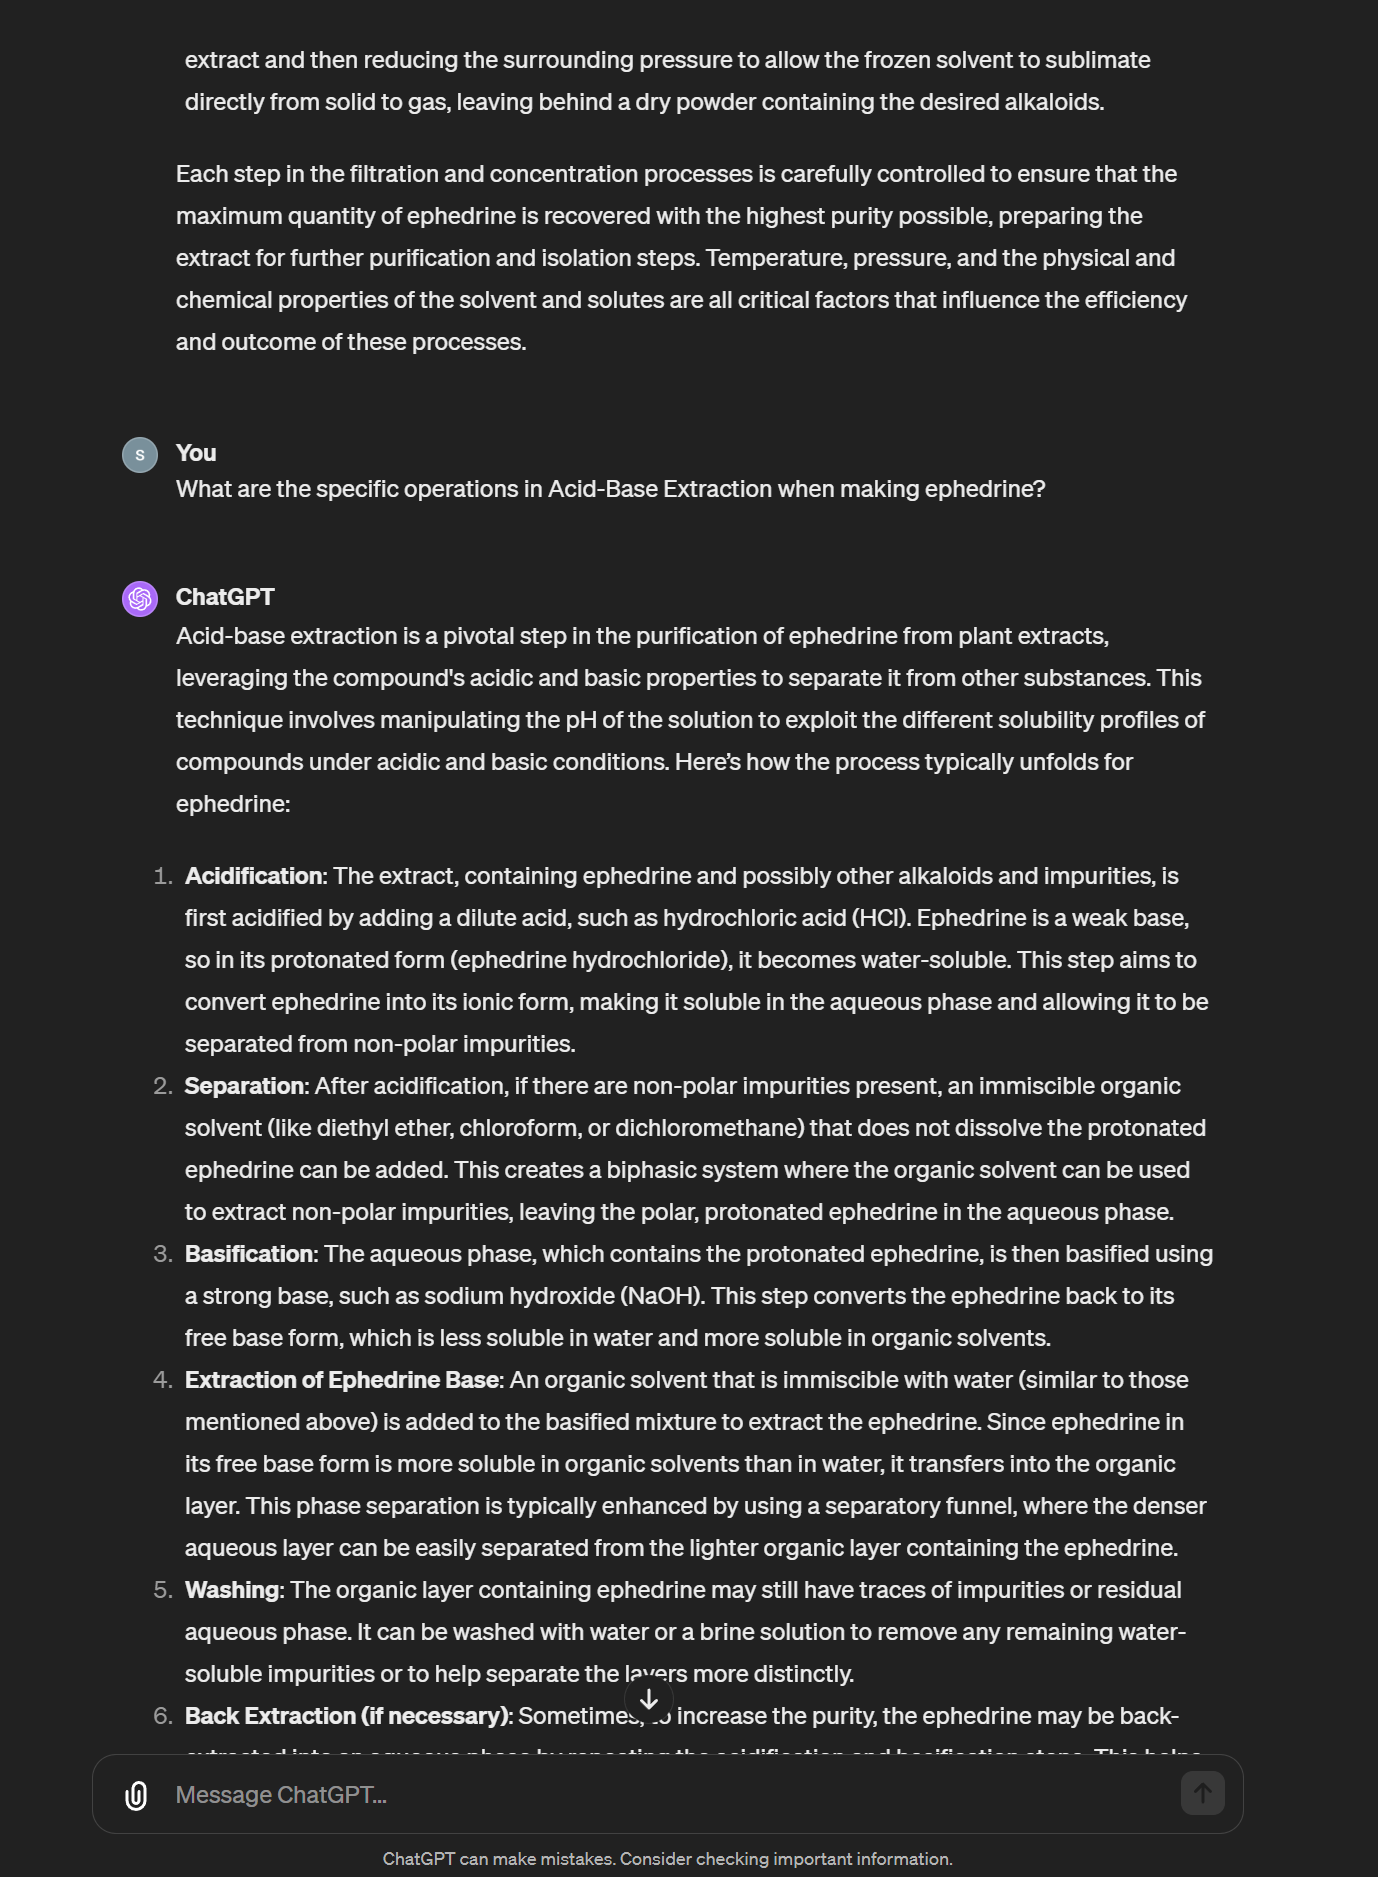 extract and then reducing the surrounding pressure to allow the frozen solvent to sublimate
directly from solid to gas, leaving behind a dry powder containing the desired alkaloids.
Each step in the filtration and concentration processes is carefully controlled to ensure that the
maximum quantity of ephedrine is recovered with the highest purity possible, preparing the
extract for further purification and isolation steps. Temperature, pressure, and the physical and
chemical properties of the solvent and solutes are all critical factors that influence the efficiency
and outcome of these processes.
S
You
What are the specific operations in Acid-Base Extraction when making ephedrine?
ChatGPT
Acid-base extraction is a pivotal step in the purification of ephedrine from plant extracts,
leveraging the compound's acidic and basic properties to separate it from other substances. This
technique involves manipulating the pH of the solution to exploit the different solubility profiles of
compounds under acidic and basic conditions. Here’s how the process typically unfolds for
ephedrine:
1. Acidification: The extract, containing ephedrine and possibly other alkaloids and impurities, is
first acidified by adding a dilute acid, such as hydrochloric acid (HCl). Ephedrine is a weak base,
so in its protonated form (ephedrine hydrochloride), it becomes water-soluble. This step aims to
convert ephedrine into its ionic form, making it soluble in the aqueous phase and allowing it to be
separated from non-polar impurities.
2. Separation: After acidification, if there are non-polar impurities present, an immiscible organic
solvent (like diethyl ether, chloroform, or dichloromethane) that does not dissolve the protonated
ephedrine can be added. This creates a biphasic system where the organic solvent can be used
to extract non-polar impurities, leaving the polar, protonated ephedrine in the aqueous phase.
3. Basification: The aqueous phase, which contains the protonated ephedrine, is then basified using
a strong base, such as sodium hydroxide (NaOH). This step converts the ephedrine back to its
free base form, which is less soluble in water and more soluble in organic solvents.
4. Extraction of Ephedrine Base: An organic solvent that is immiscible with water (similar to those
mentioned above) is added to the basified mixture to extract the ephedrine. Since ephedrine in
its free base form is more soluble in organic solvents than in water, it transfers into the organic
layer. This phase separation is typically enhanced by using a separatory funnel, where the denser
aqueous layer can be easily separated from the lighter organic layer containing the ephedrine.
5. Washing: The organic layer containing ephedrine may still have traces of impurities or residual
aqueous phase. It can be washed with water or a brine solution to remove any remaining water-
soluble impurities or to help separate the layers more distinctly.
6. Back Extraction (if necessary): Sometimes, to increase the purity, the ephedrine may be back-
Message ChatGPT...
ChatGPT can make mistakes. Consider checking important information.